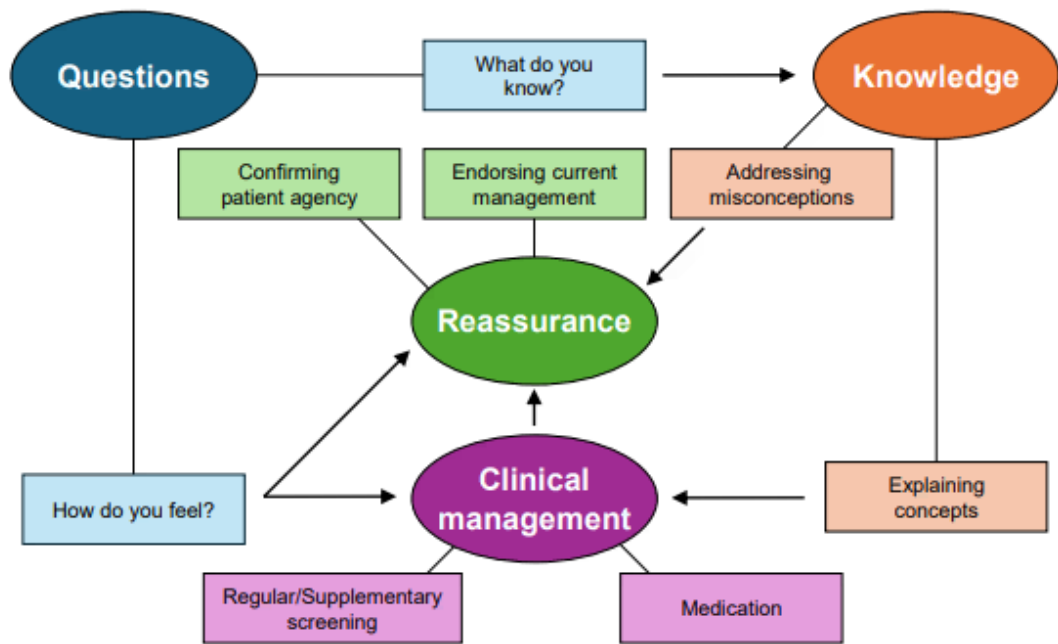 Questions
What do you
know?
Knowledge
Confirming
patient agency
Endorsing current
management
Addressing
misconceptions
Reassurance
How do you feel?
Clinical
management
Explaining
concepts
Regular/Supplementary
screening
Medication